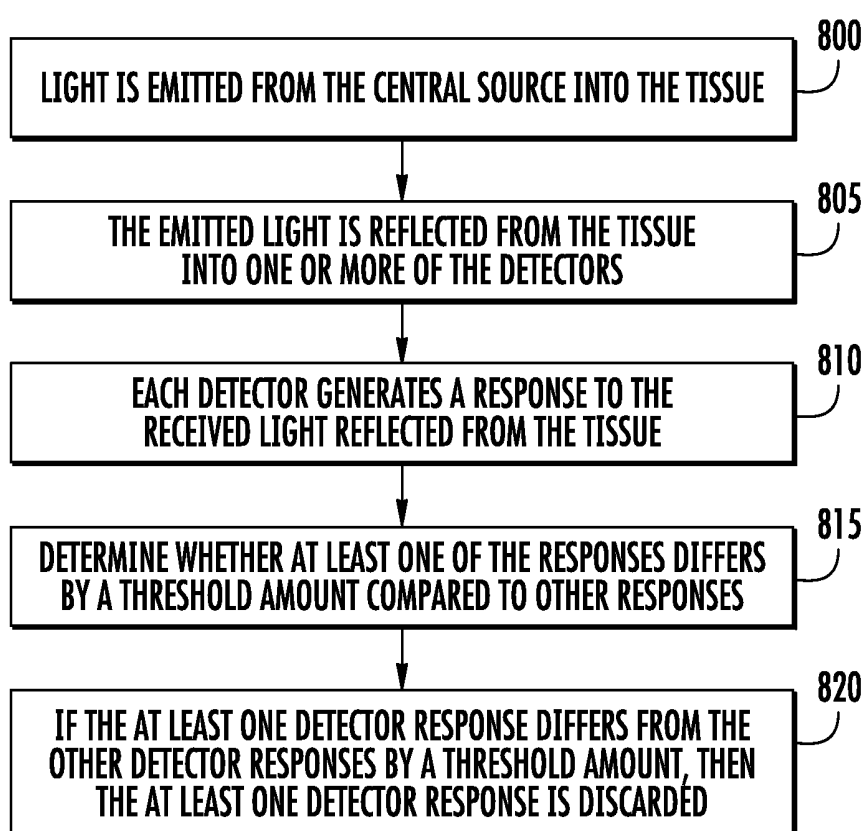 800
LIGHT IS EMITTED FROM THE CENTRAL SOURCE INTO THE TISSUE
805
THE EMITTED LIGHT IS REFLECTED FROM THE TISSUE
INTO ONE OR MORE OF THE DETECTORS
810
EACH DETECTOR GENERATES A RESPONSE TO THE
RECEIVED LIGHT REFLECTED FROM THE TISSUE
815
DETERMINE WHETHER AT LEAST ONE OF THE RESPONSES DIFFERS
BY A THRESHOLD AMOUNT COMPARED TO OTHER RESPONSES
820
IF THE AT LEAST ONE DETECTOR RESPONSE DIFFERS FROM THE
OTHER DETECTOR RESPONSES BY A THRESHOLD AMOUNT, THEN
THE AT LEAST ONE DETECTOR RESPONSE IS DISCARDED